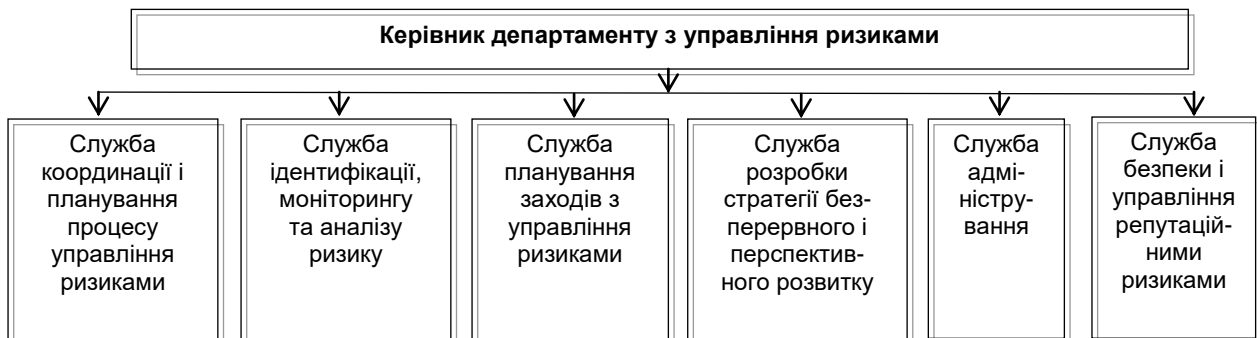 Керівник департаменту з управління ризиками
Служба
координації і
планування
процесу
управління
ризиками
Служба
ідентифікації,
моніторингу
та аналізу
ризику
Служба
планування
заходів з
управління
ризиками
Служба
розробки
стратегії без-
перервного і
перспектив-
ного розвитку
Служба
адмі-
ністру-
вання
Служба
безпеки і
управління
репутацій-
ними
ризиками